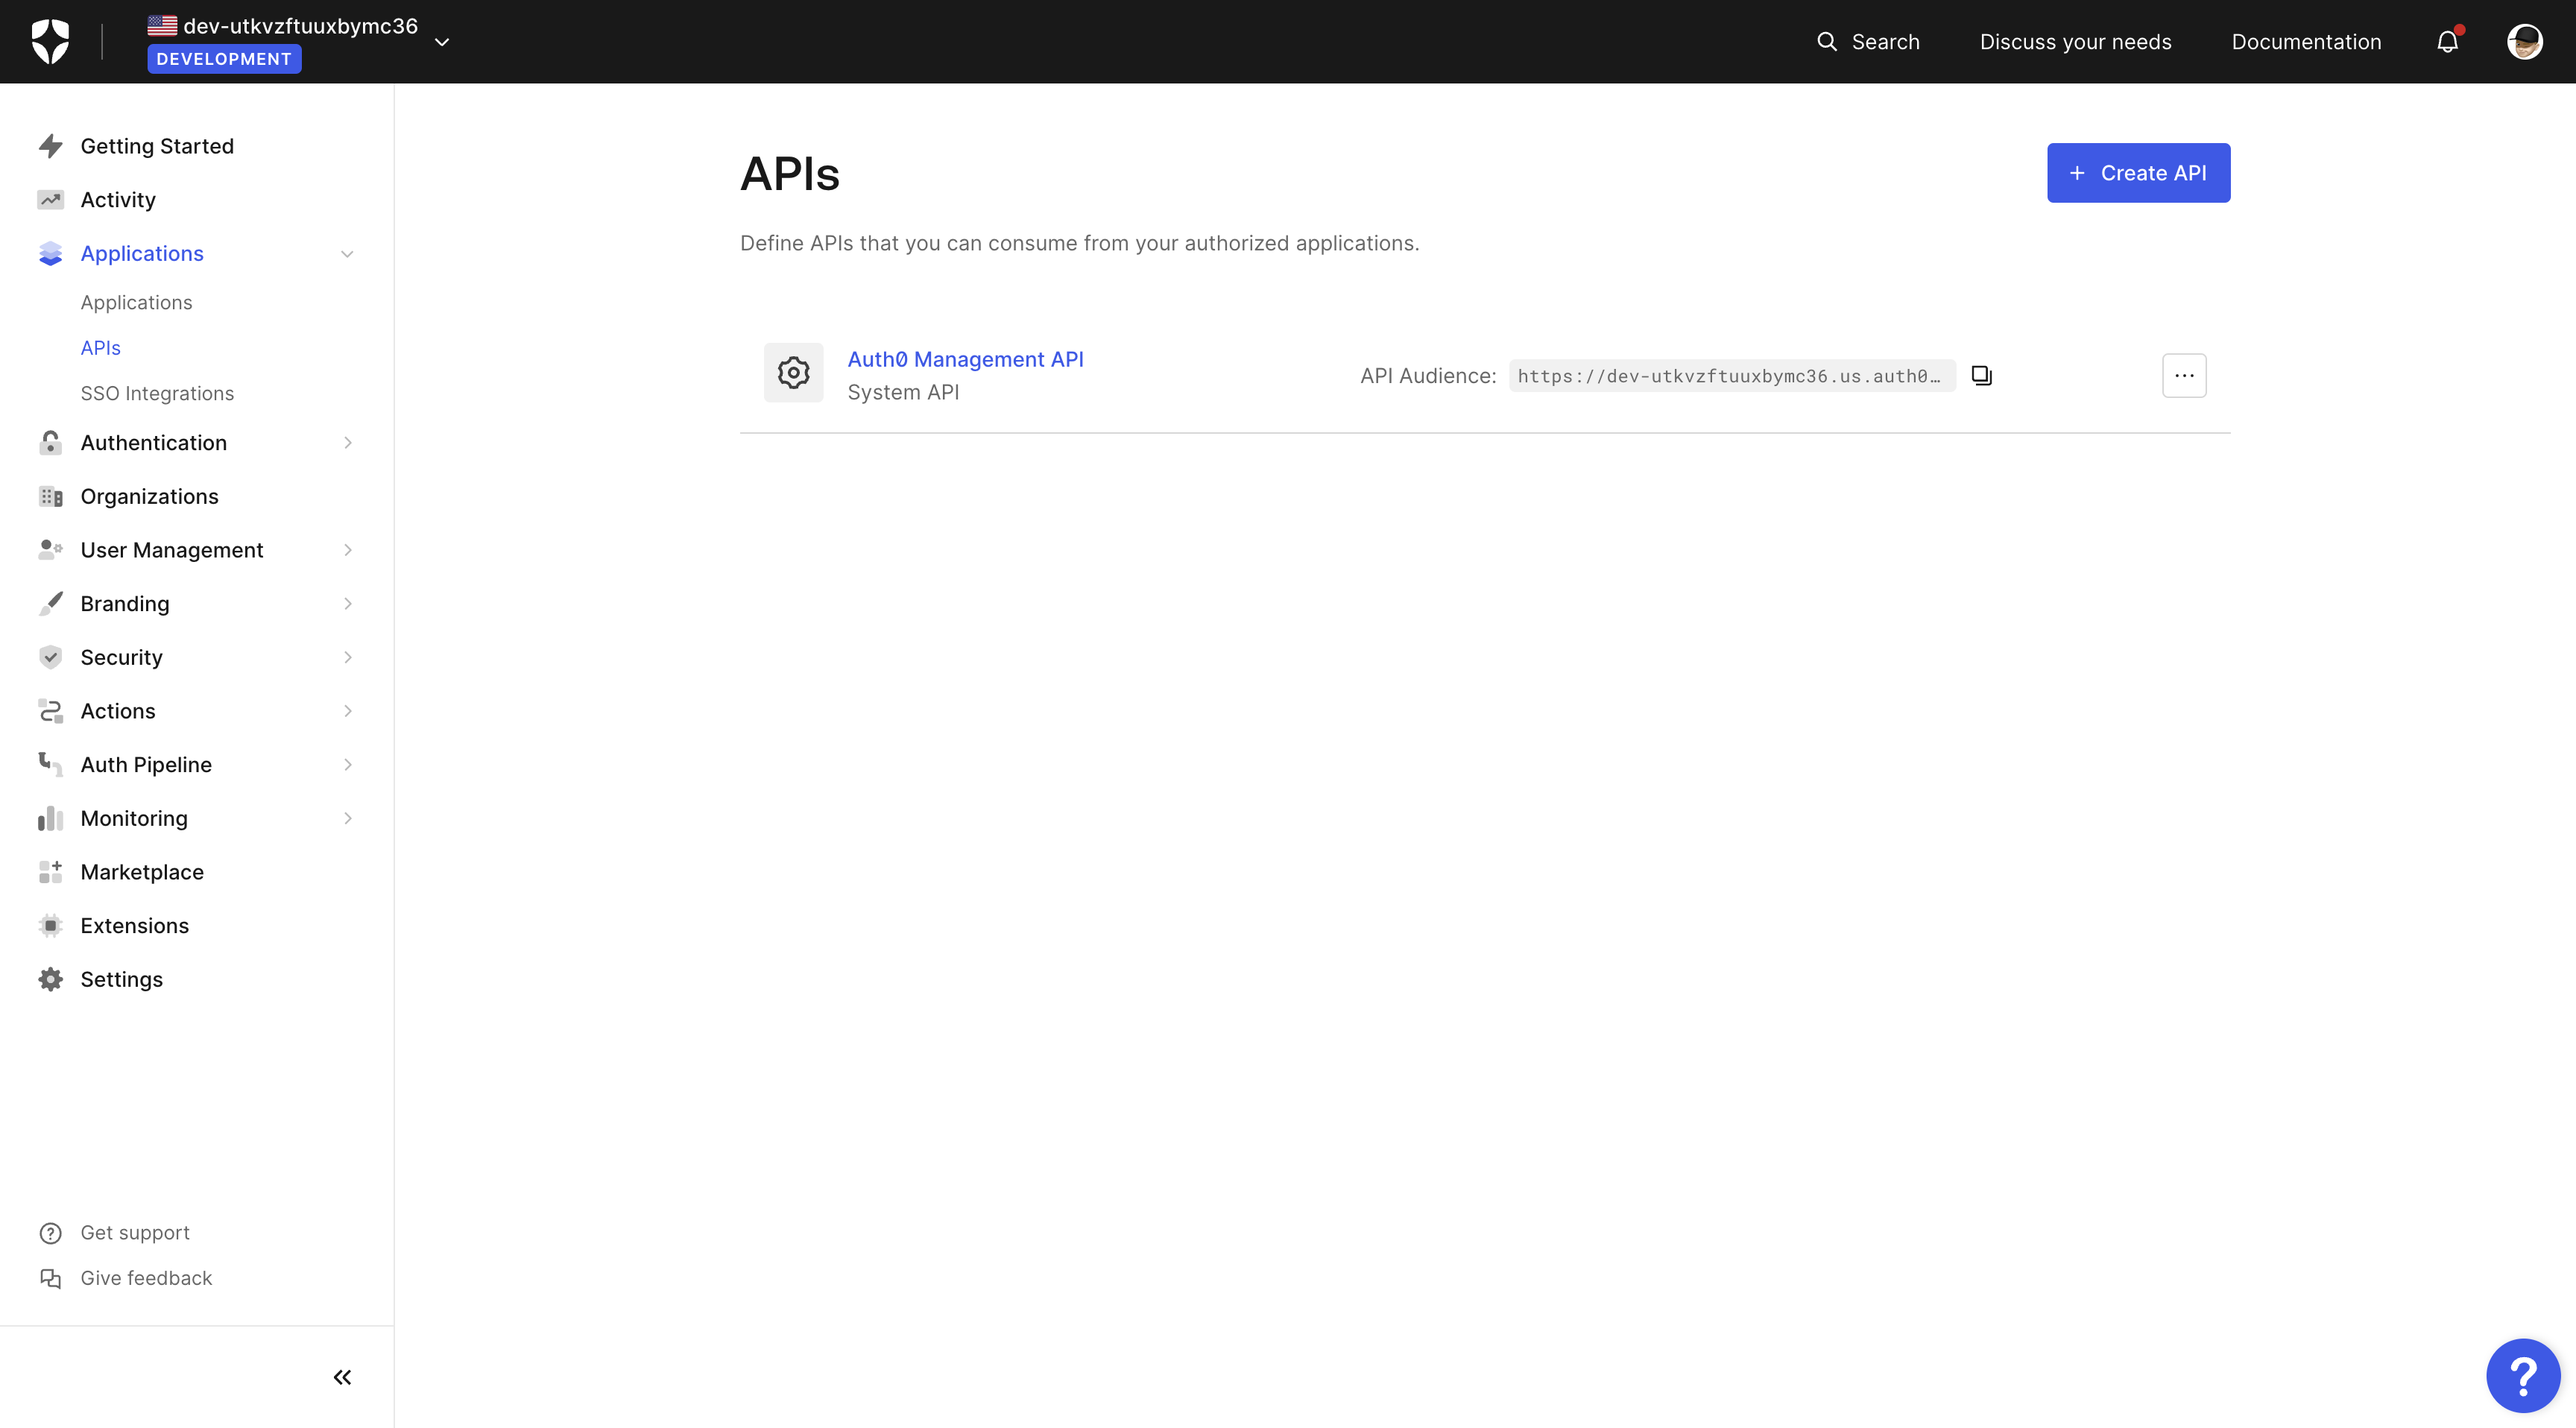 dev-utkvzftuuxbymc36
DEVELOPMENT
Search
Discuss your needs
Documentation
Getting Started
Activity
Applications
Applications
APIs
SSO Integrations
Authentication
Organizations
User Management
Branding
Security
Actions
Auth Pipeline
Monitoring
Marketplace
Extensions
Settings
Get support
Give feedback
APIs
+ Create API
Define APIs that you can consume from your authorized applications.
Auth0 Management API
System API
API Audience: https://dev-utkvzftuuxbymc36.us.auth0…